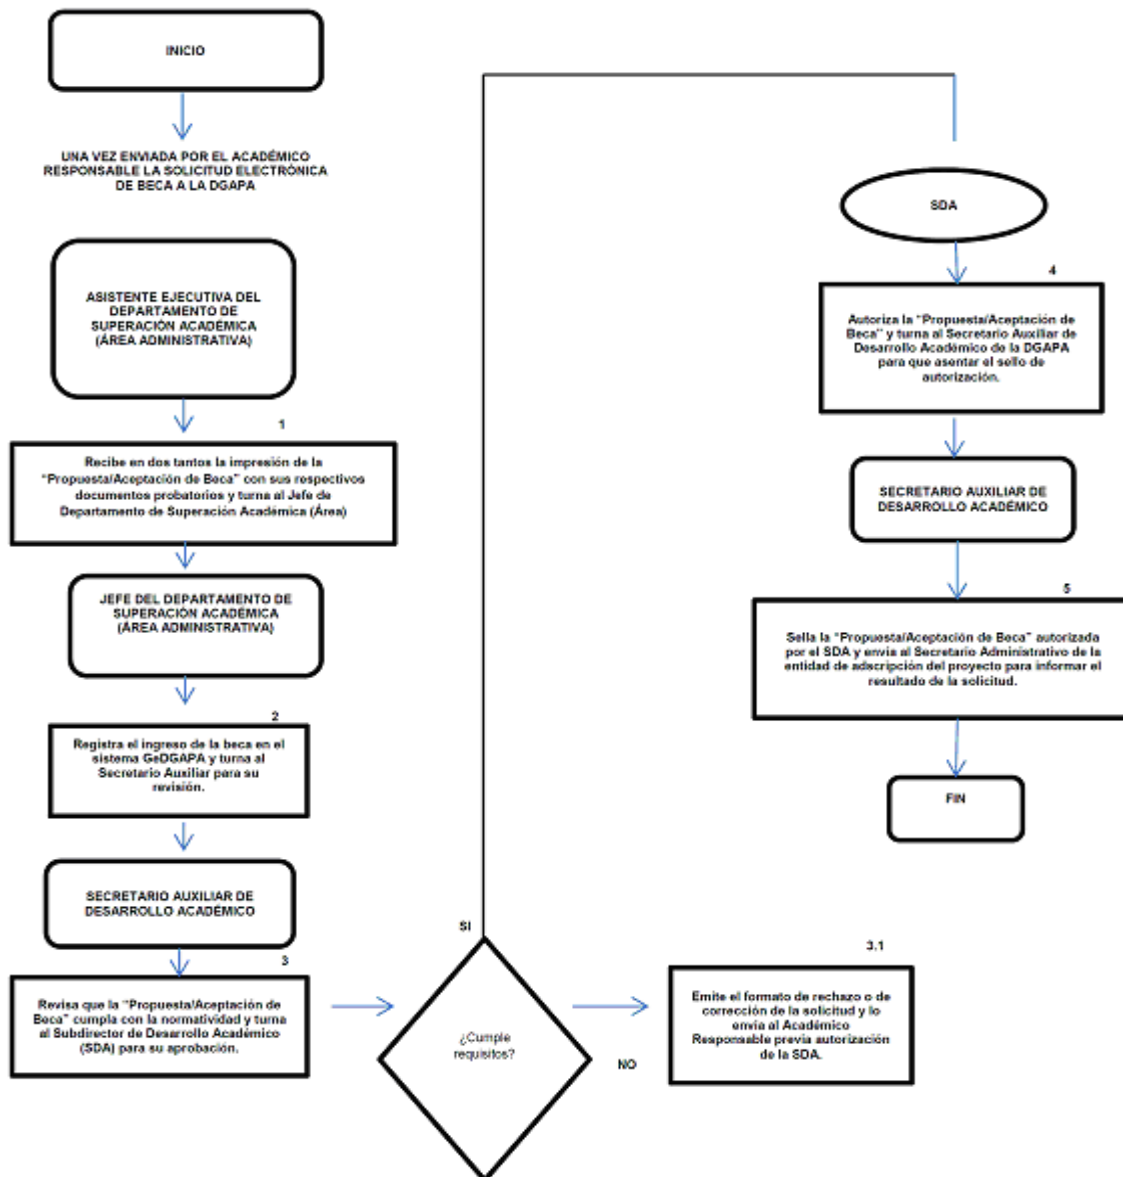 INICIO
UNA VEZ ENVIADA POR EL ACADÉMICO
RESPONSABLE LA SOLICITUD ELECTRÓNICA
DE BECA A LA DGAPA
ASISTENTE EJECUTIVA DEL
DEPARTAMENTO DE
SUPERACIÓN ACADÉMICA
(ÁREA ADMINISTRATIVA)
1
Recibe en dos tantos la impresión de la
“Propuesta/Aceptación de Beca” con sus respectivos
documentos probatorios y turna al Jefe de
Departamento de Superación Académica (Área)
JEFE DEL DEPARTAMENTO DE
SUPERACIÓN ACADÉMICA
(ÁREA ADMINISTRATIVA)
2
Registra el ingreso de la beca en el
sistema GeDGAPA y turna al
Secretario Auxiliar para su
revisión.
SECRETARIO AUXILIAR DE
DESARROLLO ACADÉMICO
3
Revisa que la “Propuesta/Aceptación de
Beca” cumpla con la normatividad y turna
al Subdirector de Desarrollo Académico
(SDA) para su aprobación.
¿Cumple
requisitos?
SI
NO
3.1
Emite el formato de rechazo o de
corrección de la solicitud y lo
envía al Académico
Responsable previa autorización
de la SDA.
SDA
4
Autoriza la “Propuesta/Aceptación de
Beca” y turna al Secretario Auxiliar de
Desarrollo Académico de la DGAPA
para que asentar el sello de
autorización.
SECRETARIO AUXILIAR DE
DESARROLLO ACADÉMICO
5
Sella la “Propuesta/Aceptación de Beca” autorizada
por el SDA y envía al Secretario Administrativo de la
entidad de adscripción del proyecto para informar el
resultado de la solicitud.
FIN